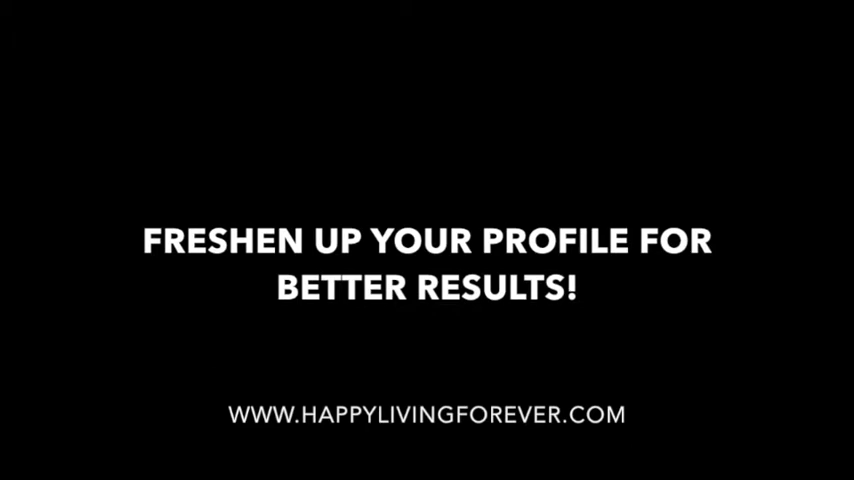 FRESHEN UP YOUR PROFILE FOR
BETTER RESULTS!
WWW.HAPPYLIVINGFOREVER.COM